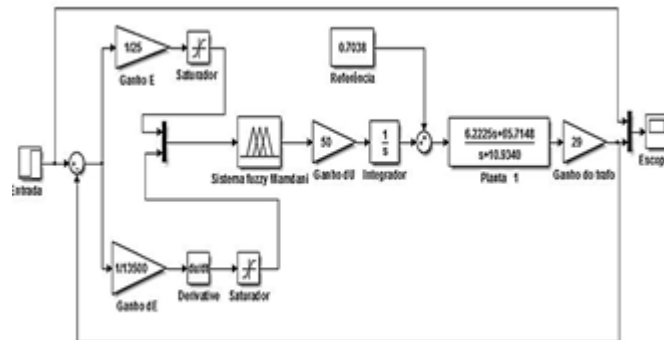 1/25
Ganho E
Saturador
0.7038
Referência
Entrada
Sistema fuzzy Mamdani
50
Ganho dU
1
s
Integrador
6.2225s+65.7148
s+10.9340
Planta 1
29
Ganho do trafo
Escop
1/13500
Ganho dE
du/dt
Derivative
Saturador